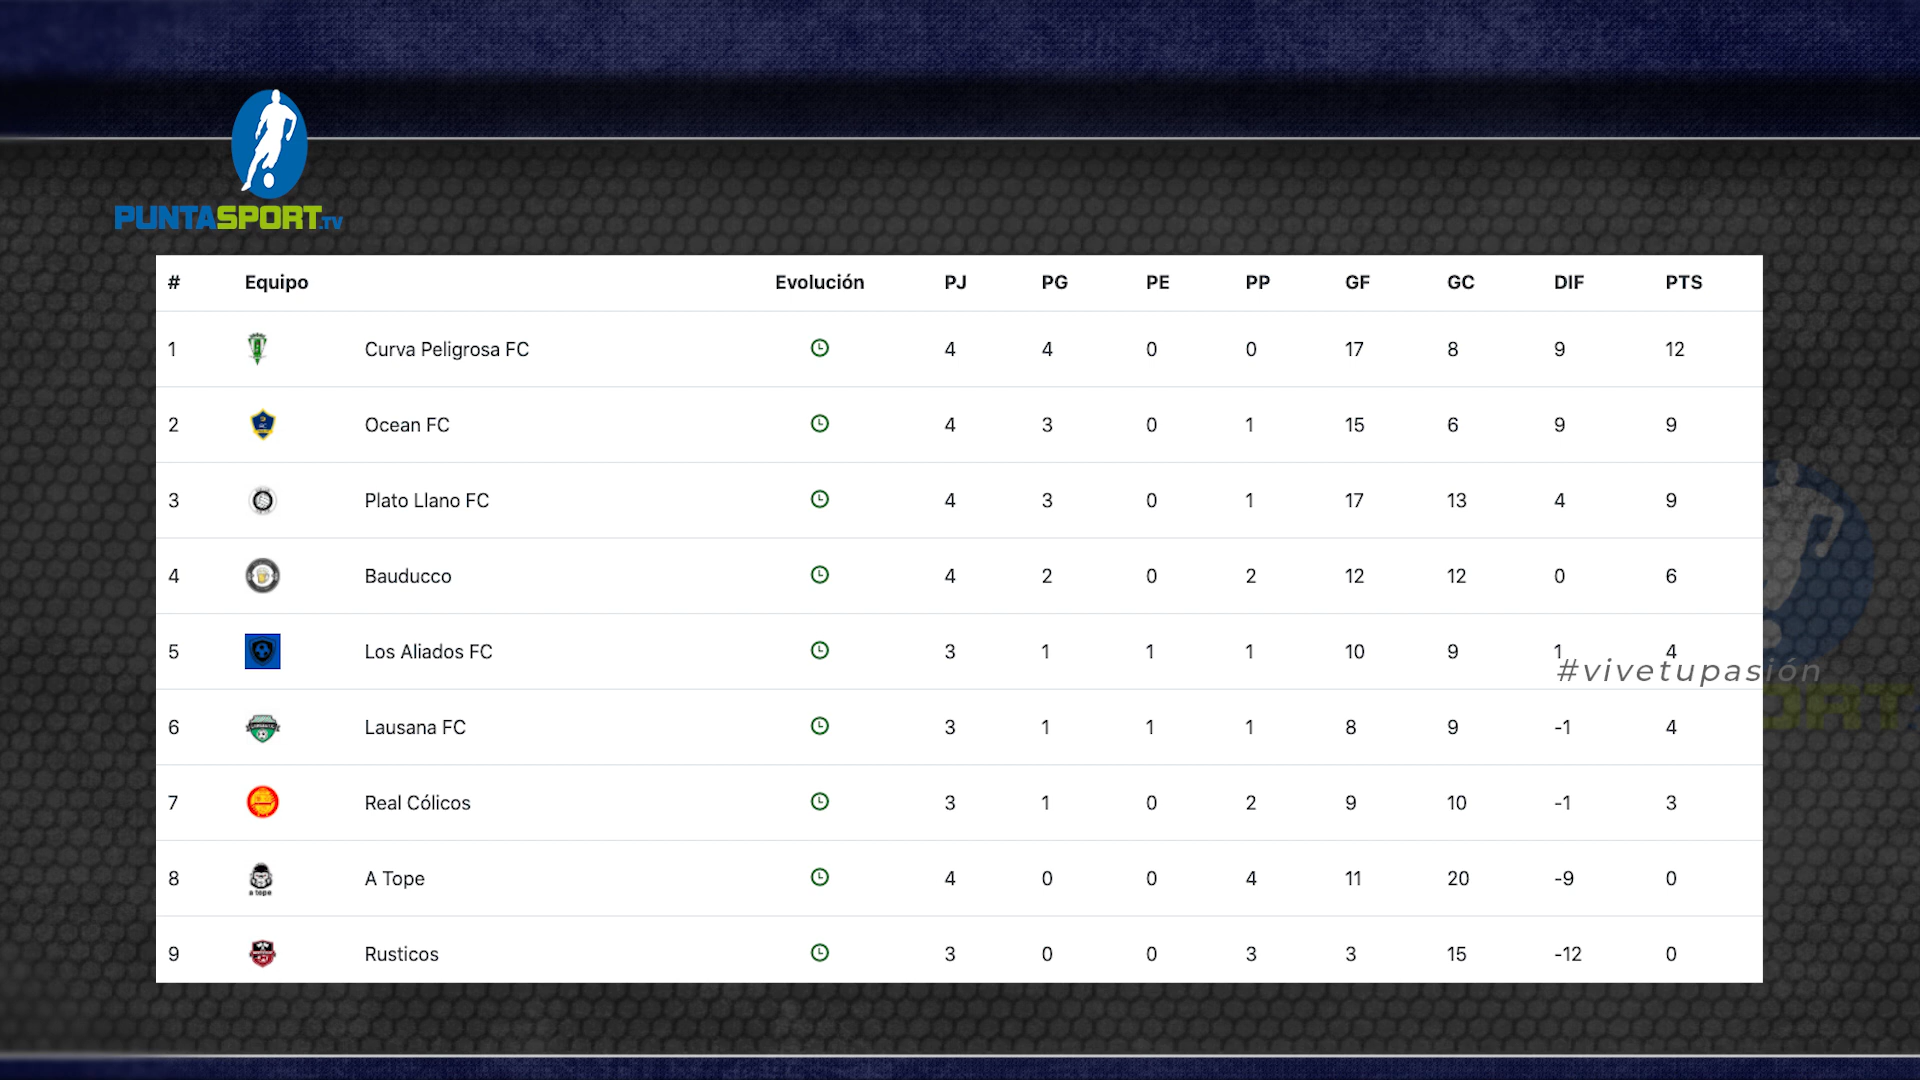 PUNTASPORT.TV
# Equipo Evolución PJ PG PE PP GF GC DIF PTS
1 Curva Peligrosa FC 4 4 0 0 17 8 9 12
2 Ocean FC 4 3 0 1 15 6 9 9
3 Plato Llano FC 4 3 0 1 17 13 4 9
4 Bauducco 4 2 0 2 12 12 0 6
5 Los Aliados FC 3 1 1 1 10 9 1 4
#vivetupasión
6 Lausana FC 3 1 1 1 8 9 -1 4
7 Real Cólicos 3 1 0 2 9 10 -1 3
8 a tope A Tope 4 0 0 4 11 20 -9 0
9 Rusticos 3 0 0 3 3 15 -12 0